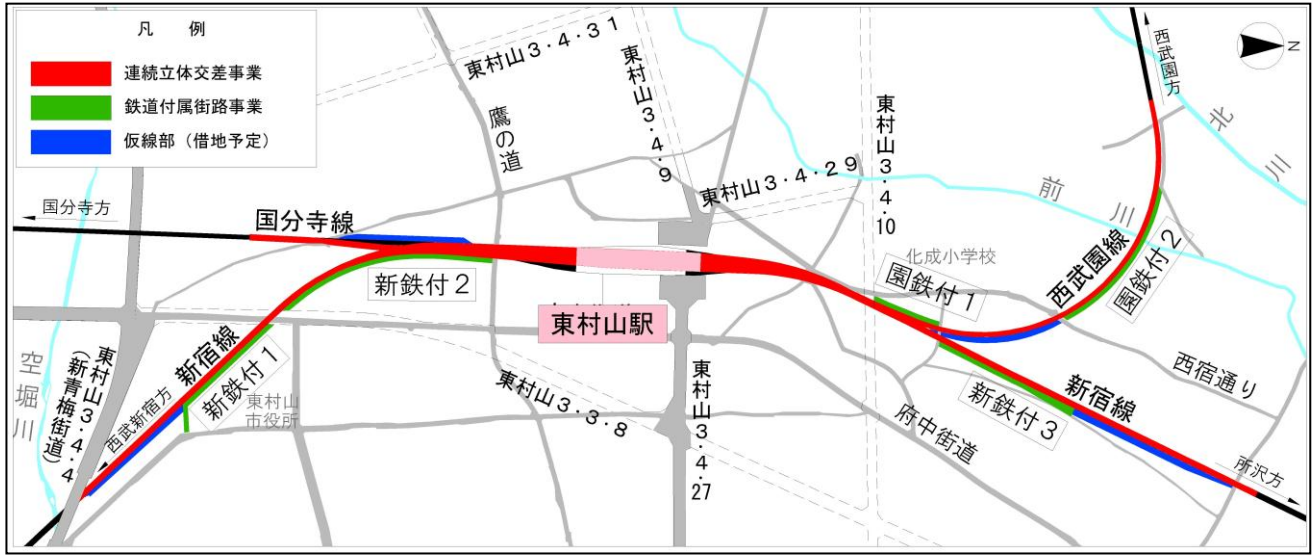 凡　例
連続立体交差事業
鉄道付属街路事業
仮線部（借地予定）
東村山3・4・31
鷹の道
東村山3・4・9
東村山3・4・29
東村山3・4・10
西武園方
北川
前川
N
国分寺方
国分寺線
新鉄付2
東村山駅
化成小学校
園鉄付1
西武園線
園鉄付2
西宿通り
空堀川
東村山3・4・4
（新青梅街道）
西武新宿方
新宿線
新鉄付1
東村山
市役所
東村山3・3・8
東村山3・4・27
府中街道
新鉄付3
新宿線
所沢方